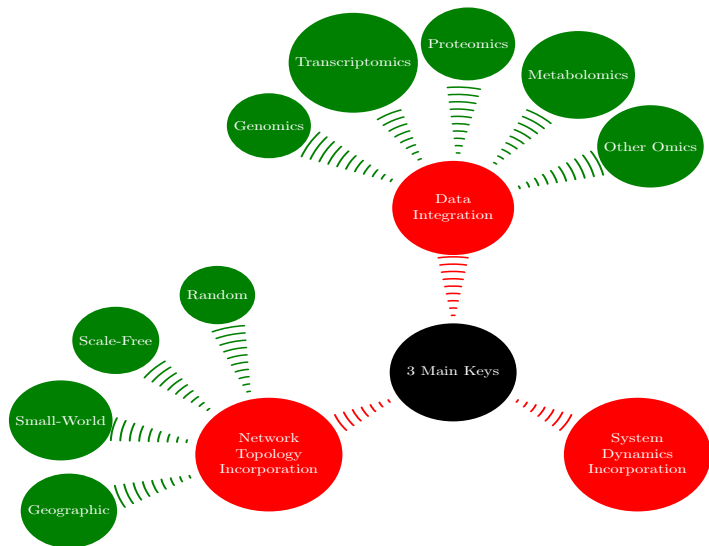 Proteomics
Transcriptomics
Metabolomics
Genomics
Other Omics
Data
Integration
Random
Scale-Free
3 Main Keys
Small-World
Network
Topology
Incorporation
System
Dynamics
Incorporation
Geographic